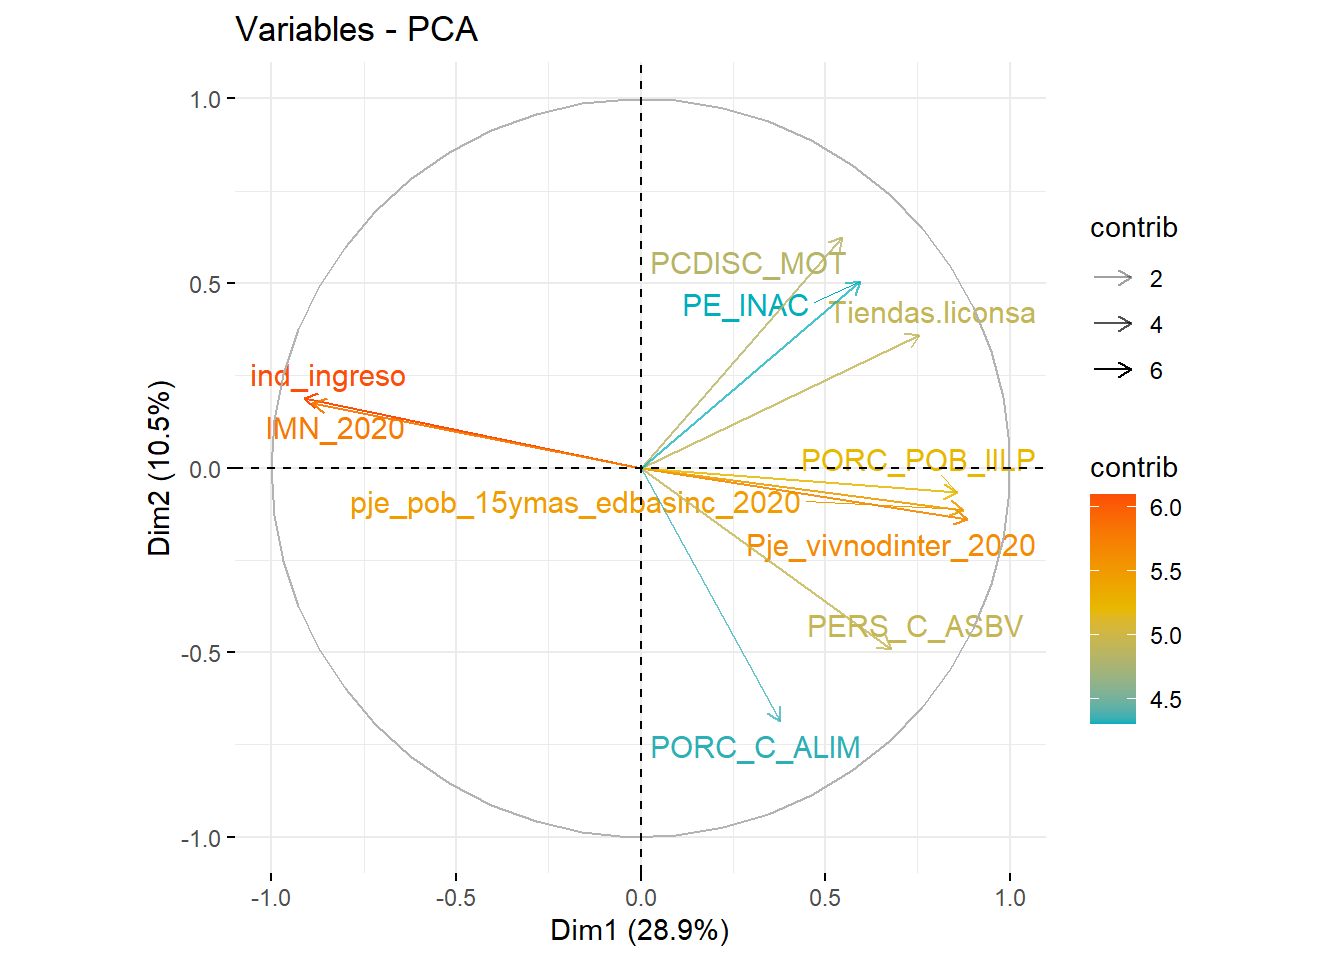 Variables - PCA
1.0
0.5
0.0
-0.5
-1.0
Dim2 (10.5%)
PCDISC_MOT
PE_INAC
Tiendas.liconsa
ind_ingreso
IMN_2020
PORC_POB_IILP
pje_pob_15ymas_edbasinc_2020
Pje_vivnodinter_2020
PERS_C_ASBV
PORC_C_ALIM
-1.0
-0.5
0.0
0.5
1.0
Dim1 (28.9%)
contrib
2
4
6
contrib
6.0
5.5
5.0
4.5